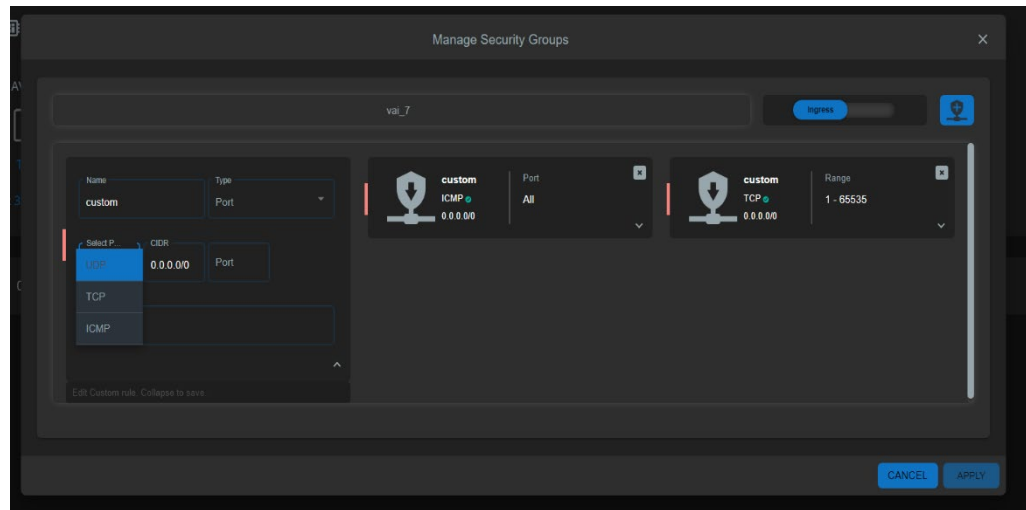 Manage Security Groups
vai_7
Ingress
Name
custom
Type
Port
Select P...
CIDR
0.0.0.0/0
Port
UDP
TCP
ICMP
Edit Custom rule. Collapse to save
custom
ICMP
0.0.0.0/0
Port
All
custom
TCP
0.0.0.0/0
Range
1 - 65535
CANCEL
APPLY